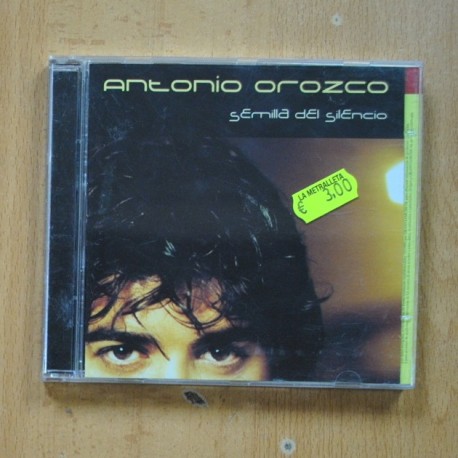 Antonio Orozco
Semilla del Silencio
LA METRALLETA
€ 3,00